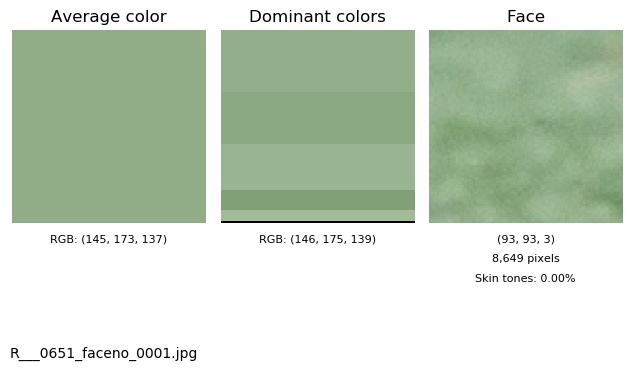 Average color
Dominant colors
Face
RGB: (145, 173, 137)
RGB: (146, 175, 139)
(93, 93, 3)
8,649 pixels
Skin tones: 0.00%
R___0651_faceno_0001.jpg